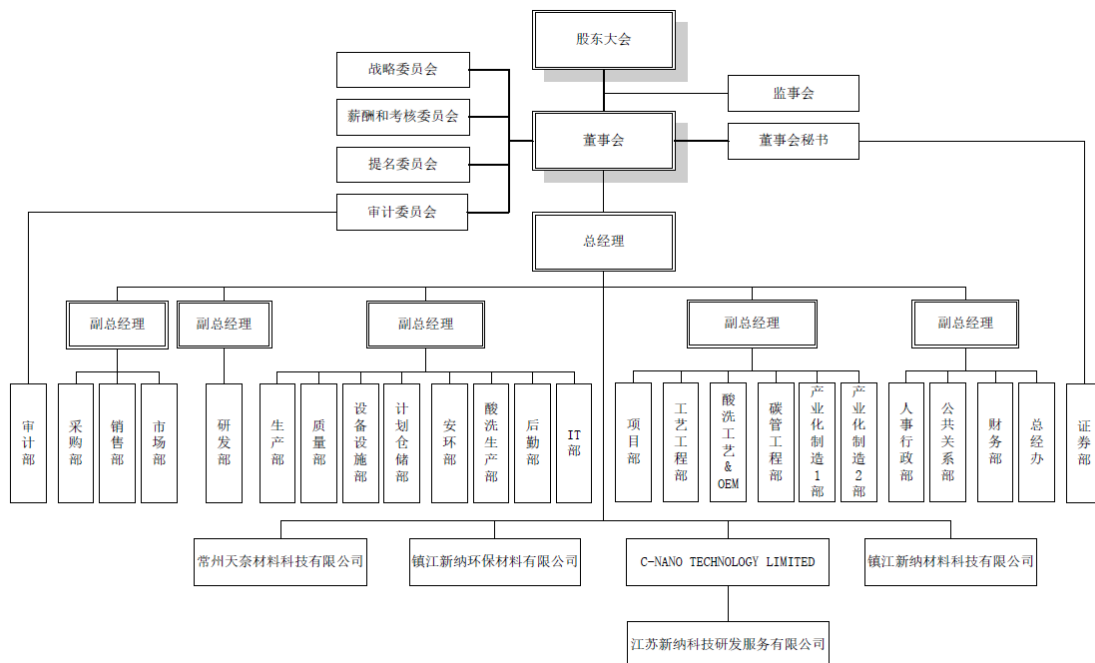 股东大会
战略委员会
监事会
薪酬和考核委员会
董事会
董事会秘书
提名委员会
审计委员会
总经理
副总经理
副总经理
副总经理
副总经理
副总经理
审计部
采购部
销售部
市场部
研发部
生产部
质量部
设备设施部
计划仓储部
安环部
酸洗生产部
后勤部
IT部
项目部
工艺工程部
酸洗工艺&OEM
碳管工程部
产业化制造1部
产业化制造2部
人事行政部
公共关系部
财务部
总经办
证券部
常州天奈材料科技有限公司
镇江新纳环保材料有限公司
C-NANO TECHNOLOGY LIMITED
镇江新纳材料科技有限公司
江苏新纳科技研发服务有限公司